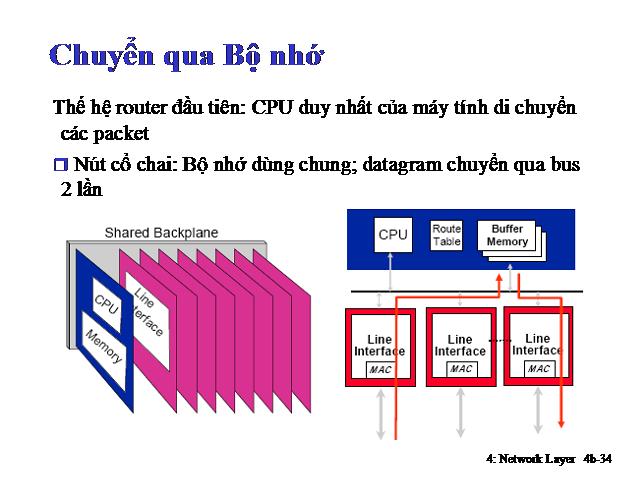 Chuyển qua Bộ nhớ
Thế hệ router đầu tiên: CPU duy nhất của máy tính di chuyển
các packet
❒ Nút cổ chai: Bộ nhớ dùng chung; datagram chuyển qua bus
2 lần
Shared Backplane
CPU
Memory
Line
Interface
CPU
Route
Table
Buffer
Memory
Line
Interface
MAC
Line
Interface
MAC
Line
Interface
MAC
4: Network Layer 4b-34